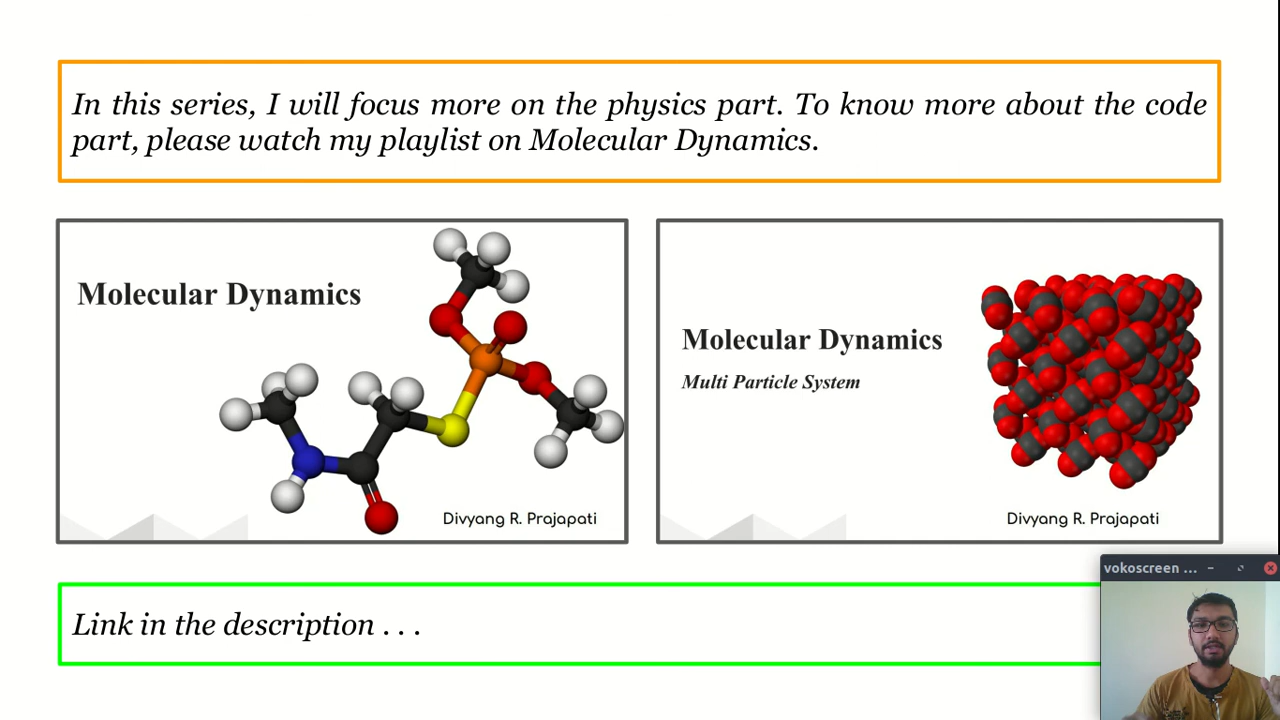 In this series, I will focus more on the physics part. To know more about the code
part, please watch my playlist on Molecular Dynamics.
Molecular Dynamics
Divyang R. Prajapati
Molecular Dynamics
Multi Particle System
Divyang R. Prajapati
Link in the description . . .
vokoscreen ...